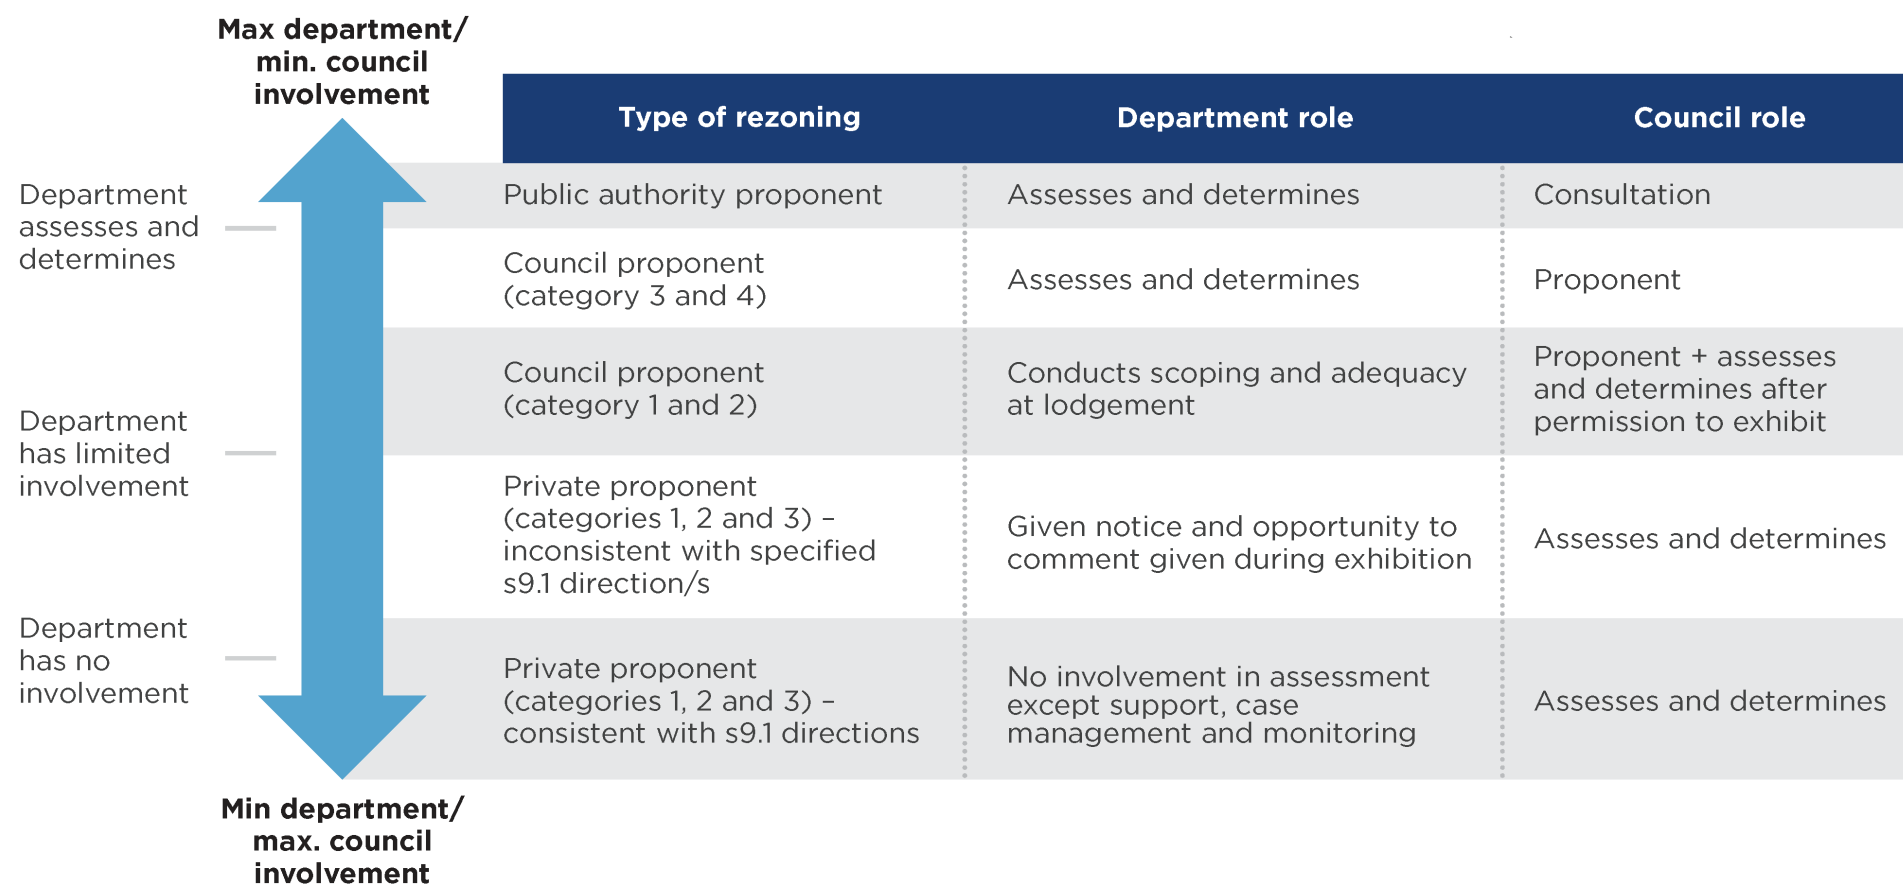 Max department/
min. council
involvement
Type of rezoning
Department role
Council role
Department
assesses and
determines
Public authority proponent
Assesses and determines
Consultation
Council proponent
(category 3 and 4)
Assesses and determines
Proponent
Department
has limited
involvement
Council proponent
(category 1 and 2)
Conducts scoping and adequacy
at lodgement
Proponent + assesses
and determines after
permission to exhibit
Private proponent
(categories 1, 2 and 3) –
inconsistent with specified
s9.1 direction/s
Given notice and opportunity to
comment given during exhibition
Assesses and determines
Department
has no
involvement
Private proponent
(categories 1, 2 and 3) –
consistent with s9.1 directions
No involvement in assessment
except support, case
management and monitoring
Assesses and determines
Min department/
max. council
involvement